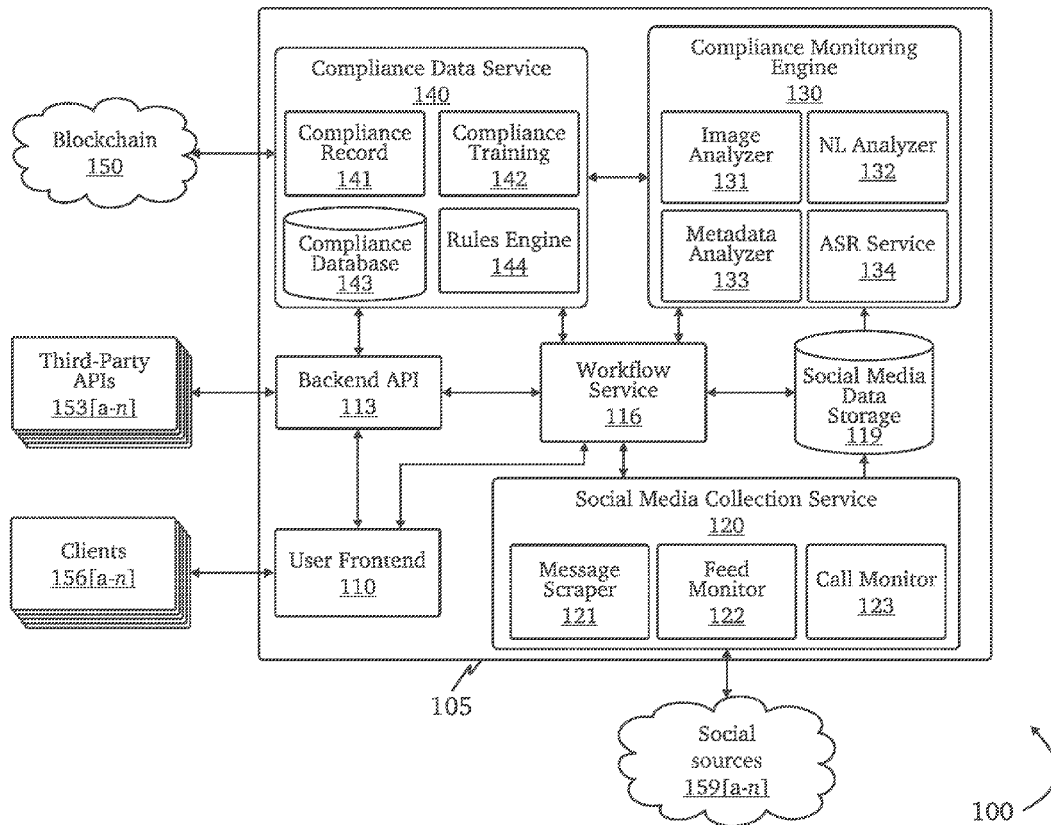 Compliance Data Service
140
Compliance
Record
141
Compliance
Training
142
Compliance
Database
143
Rules Engine
144
Compliance Monitoring
Engine
130
Image
Analyzer
131
NL Analyzer
132
Metadata
Analyzer
133
ASR Service
134
Blockchain
150
Third-Party
APIs
153[a-n]
Backend API
113
Workflow
Service
116
Social Media
Data
Storage
119
Clients
156[a-n]
User Frontend
110
Social Media Collection Service
120
Message
Scraper
121
Feed
Monitor
122
Call Monitor
123
105
Social
sources
159[a-n]
100